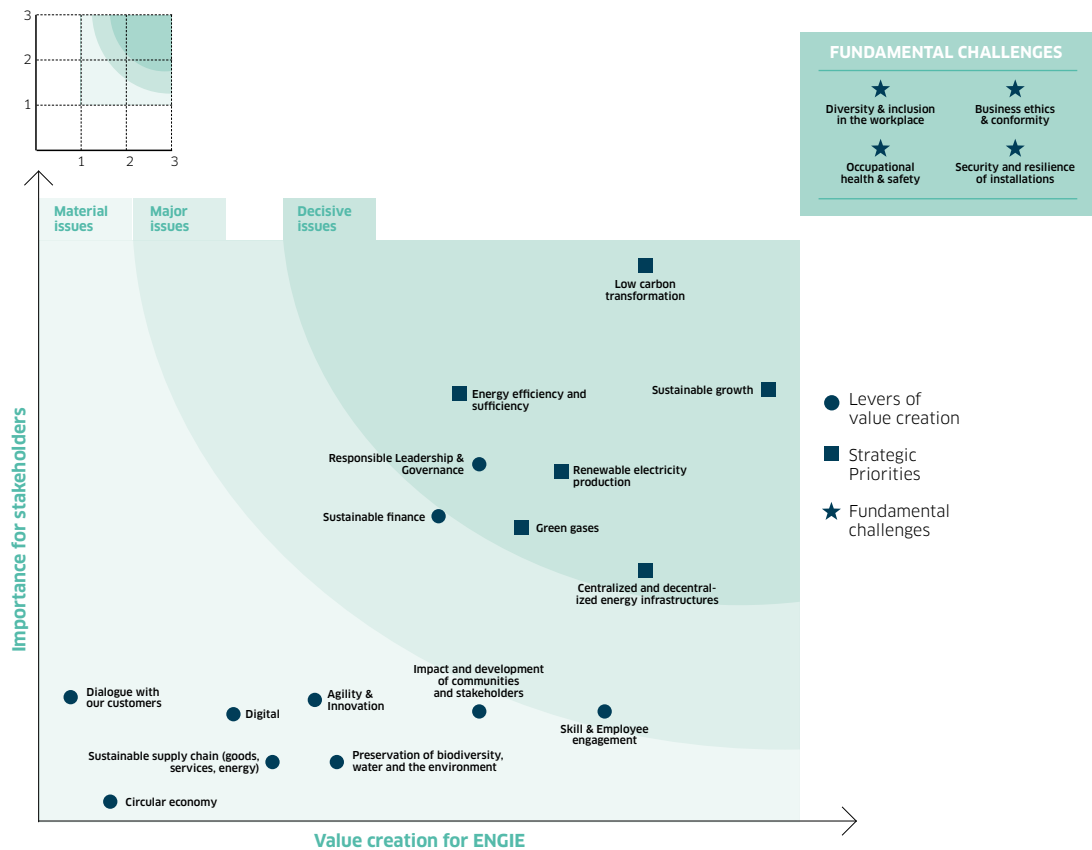 3
2
1
1
2
3
FUNDAMENTAL CHALLENGES
Diversity & inclusion
in the workplace
Business ethics
& conformity
Occupational
health & safety
Security and resilience
of installations
Material
issues
Major
issues
Decisive
issues
Low carbon
transformation
Energy efficiency and
sufficiency
Sustainable growth
Responsible Leadership &
Governance
Renewable electricity
production
Sustainable finance
Green gases
Centralized and decentral-
ized energy infrastructures
Impact and development
of communities
and stakeholders
Dialogue with
our customers
Agility &
Innovation
Digital
Skill & Employee
engagement
Sustainable supply chain (goods,
services, energy)
Preservation of biodiversity,
water and the environment
Circular economy
Levers of
value creation
Strategic
Priorities
Fundamental
challenges
Importance for stakeholders
Value creation for ENGIE